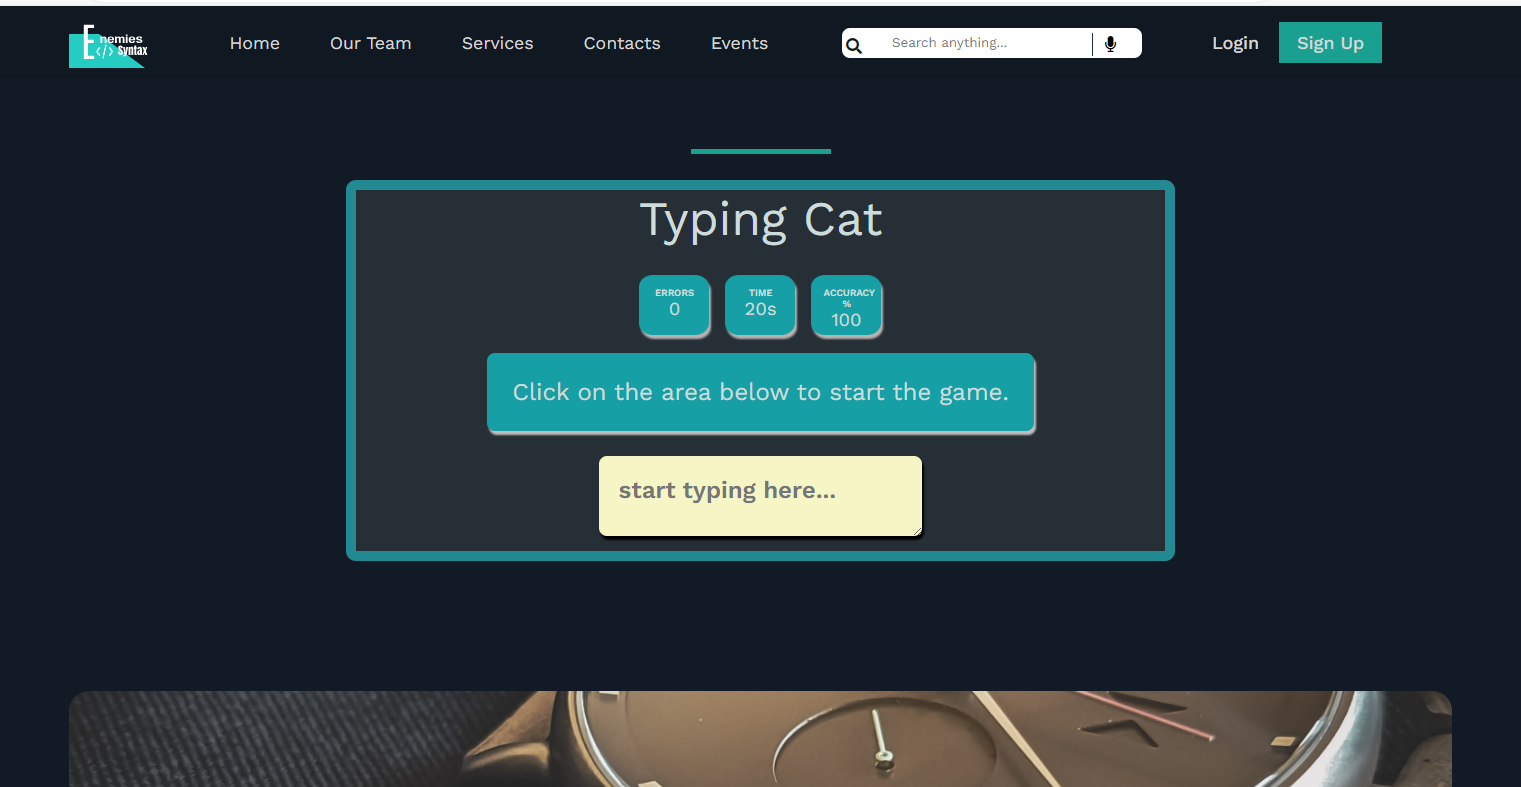 Enemies
</> Syntax
Home
Our Team
Services
Contacts
Events
Search anything...
Login
Sign Up
Typing Cat
ERRORS
0
TIME
20s
ACCURACY
%
100
Click on the area below to start the game.
start typing here...